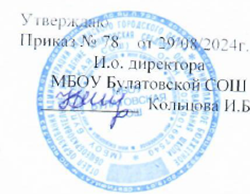 Утверждаю
Приказ № 78 от 29/08/2024г.
И.о. директора
МБОУ Булатовской СОШ
Кольцова И.Б